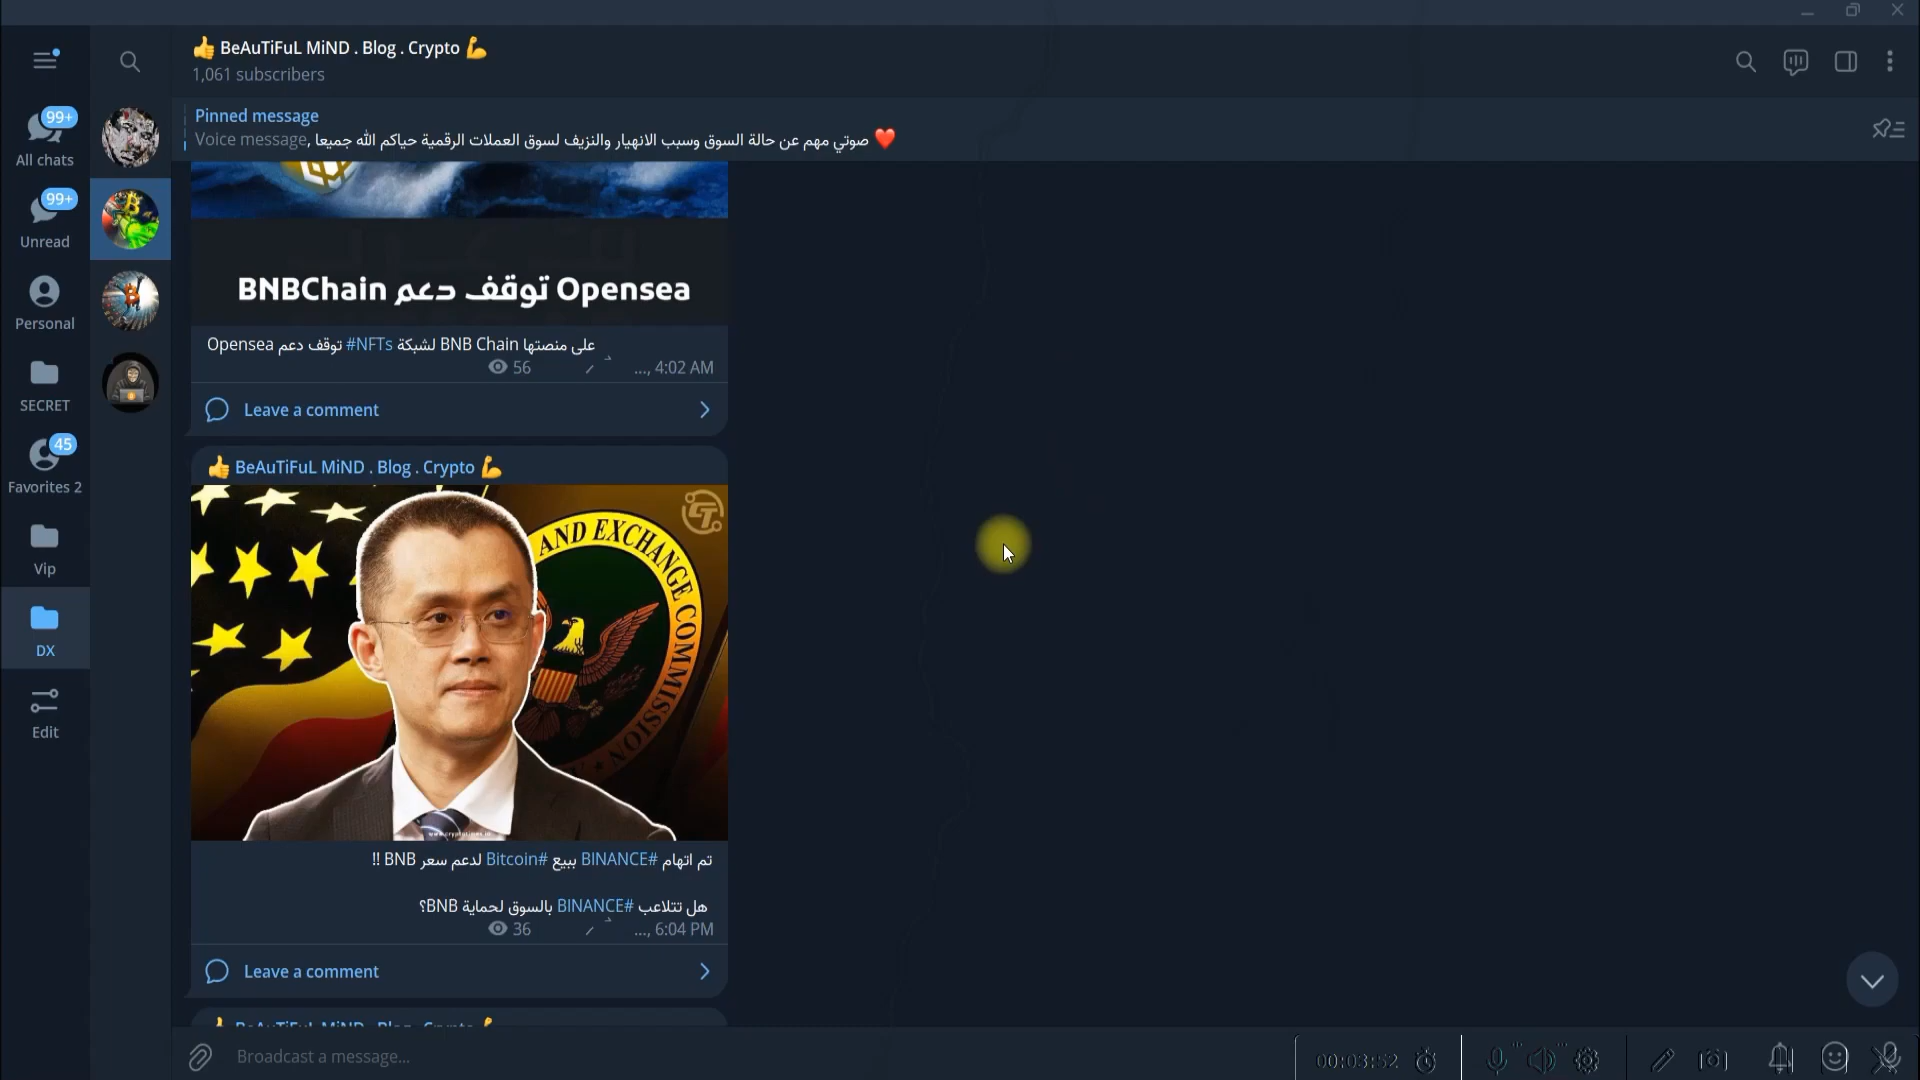 👍 BeAuTiFuL MiND . Blog . Crypto 💪
1,061 subscribers
Pinned message
Voice message, صوتي مهم عن حالة السوق وسبب الانهيار والنزيف لسوق العملات الرقمية حياكم الله جميعا ❤️
99+
All chats
99+
Unread
Personal
SECRET
45
Favorites 2
Vip
DX
Edit
Opensea توقف دعم BNBChain
Opensea توقف دعم #NFTs لشبكة BNB Chain على منصتها
56
..., 4:02 AM
Leave a comment
👍 BeAuTiFuL MiND . Blog . Crypto 💪
AND EXCHANGE COMMISSION
تم اتهام #BINANCE ببيع #Bitcoin لدعم سعر BNB !!
هل تتلاعب #BINANCE بالسوق لحماية BNB؟
36
..., 6:04 PM
Leave a comment
👍 BeAuTiFuL MiND . Blog . Crypto 💪
Broadcast a message...
00:03:52